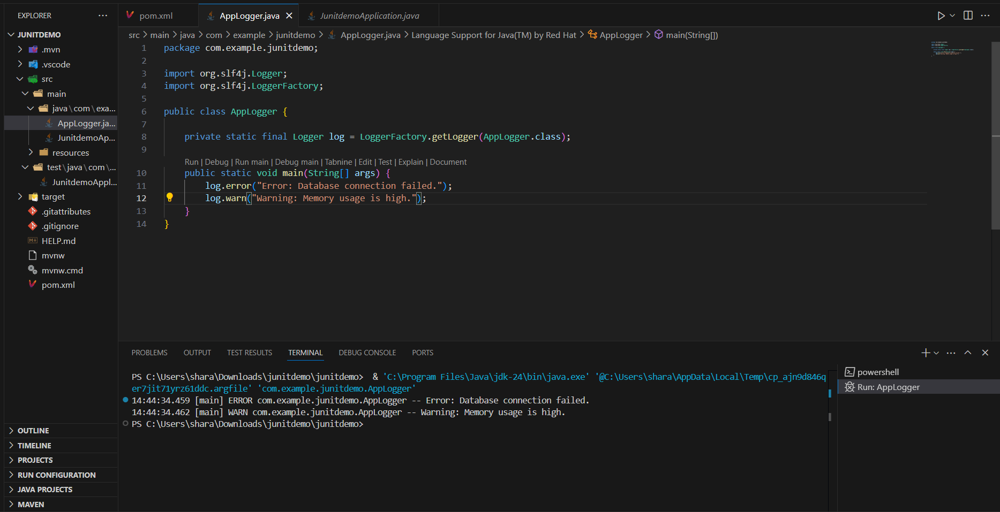 EXPLORER
JUNITDEMO
.mvn
.vscode
src
main
java\com\exa...
AppLogger.ja...
JunitdemoAp...
resources
test\java\com\...
JunitdemoAppl...
target
.gitattributes
.gitignore
HELP.md
mvnw
mvnw.cmd
pom.xml
OUTLINE
TIMELINE
PROJECTS
RUN CONFIGURATION
JAVA PROJECTS
MAVEN
pom.xml AppLogger.java JunitdemoApplication.java
src > main > java > com > example > junitdemo > AppLogger.java > Language Support for Java(TM) by Red Hat > AppLogger > main(String[])
1 package com.example.junitdemo;
2
3 import org.slf4j.Logger;
4 import org.slf4j.LoggerFactory;
5
6 public class AppLogger {
7
8 private static final Logger log = LoggerFactory.getLogger(AppLogger.class);
9
Run | Debug | Run main | Debug main | Tabnine | Edit | Test | Explain | Document
10 public static void main(String[] args) {
11 log.error("Error: Database connection failed.");
12 log.warn("Warning: Memory usage is high.");
13 }
14 }
PROBLEMS OUTPUT TEST RESULTS TERMINAL DEBUG CONSOLE PORTS
PS C:\Users\shara\Downloads\junitdemo\junitdemo> & 'C:\Program Files\Java\jdk-24\bin\java.exe' '@C:\Users\shara\AppData\Local\Temp\cp_ajn9d846q
er7jit71yrz61ddc.argfile' 'com.example.junitdemo.AppLogger'
14:44:34.459 [main] ERROR com.example.junitdemo.AppLogger -- Error: Database connection failed.
14:44:34.462 [main] WARN com.example.junitdemo.AppLogger -- Warning: Memory usage is high.
PS C:\Users\shara\Downloads\junitdemo\junitdemo>
powershell
Run: AppLogger